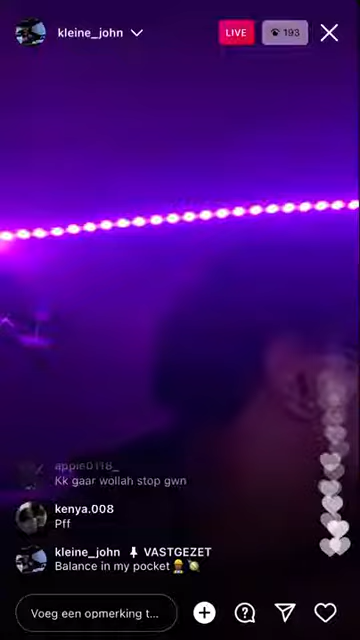 kleine_john
LIVE
193
apple0118_
Kk gaar wollah stop gwn
kenya.008
Pff
kleine_john VASTGEZET
Balance in my pocket
Voeg een opmerking t...